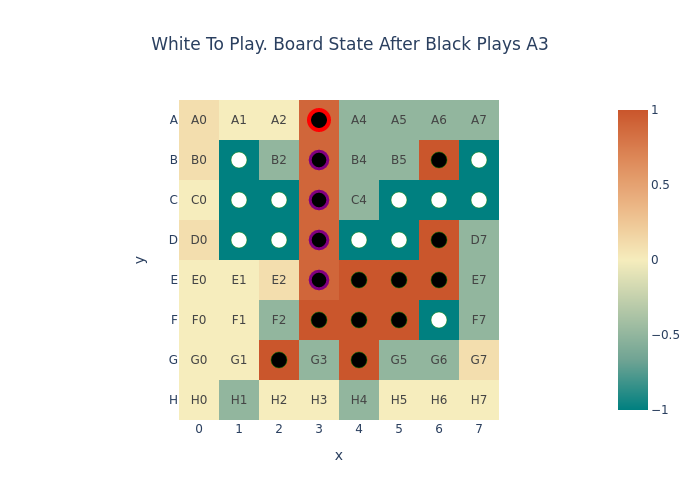 White To Play. Board State After Black Plays A3
A A0 A1 A2 A4 A5 A6 A7 1
B B0 B2 B4 B5
C C0 C4 0.5
D D0 D7
y 0
E E0 E1 E2 E7
F F0 F1 F2 F7 −0.5
G G0 G1 G3 G5 G6 G7
H H0 H1 H2 H3 H4 H5 H6 H7 −1
0 1 2 3 4 5 6 7
x